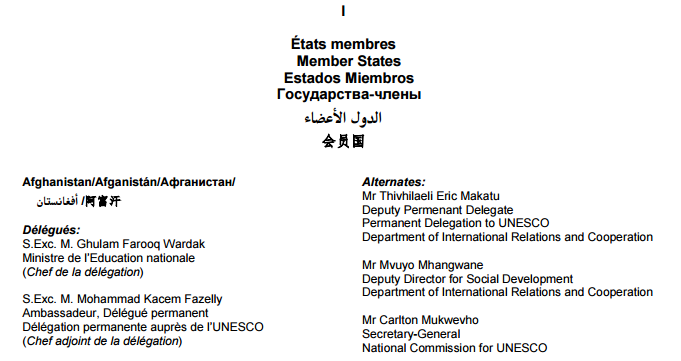 I
États membres
Member States
Estados Miembros
Государства-члены
الدول الأعضاء
会员国
Afghanistan/Afganistán/Афганистан/
أفغانستان /阿富汗
Délégués:
S.Exc. M. Ghulam Farooq Wardak
Ministre de l'Education nationale
(Chef de la délégation)
S.Exc. M. Mohammad Kacem Fazelly
Ambassadeur, Délégué permanent
Délégation permanente auprès de l'UNESCO
(Chef adjoint de la délégation)
Alternates:
Mr Thivhilaeli Eric Makatu
Deputy Permenant Delegate
Permanent Delegation to UNESCO
Department of International Relations and Cooperation
Mr Mvuyo Mhangwane
Deputy Director for Social Development
Department of International Relations and Cooperation
Mr Carlton Mukwevho
Secretary-General
National Commission for UNESCO